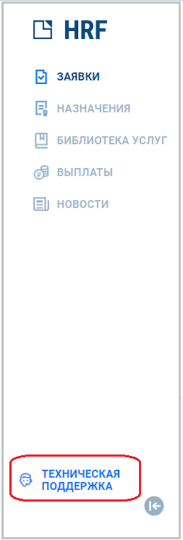 HRF
ЗАЯВКИ
НАЗНАЧЕНИЯ
БИБЛИОТЕКА УСЛУГ
ВЫПЛАТЫ
НОВОСТИ
ТЕХНИЧЕСКАЯ
ПОДДЕРЖКА